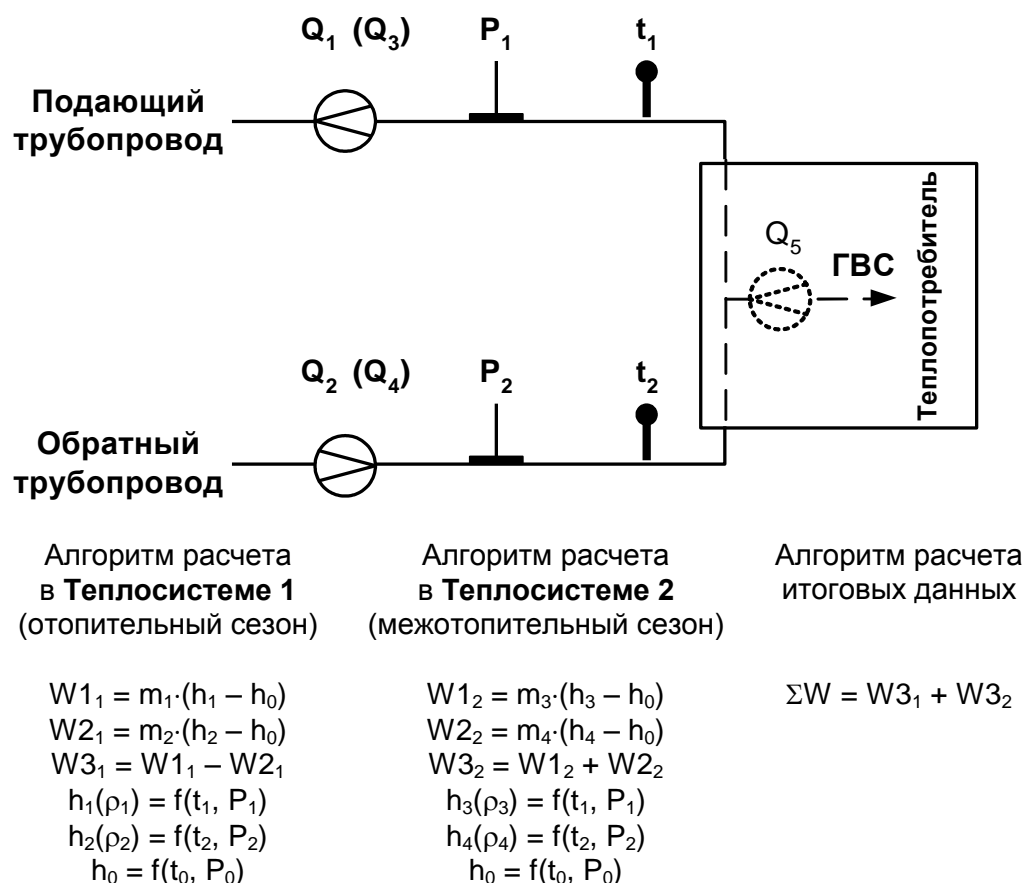 Q₁ (Q₃) P₁ t₁
Подающий
трубопровод
Теплопотребитель
Q₅
ГВС
Q₂ (Q₄) P₂ t₂
Обратный
трубопровод
Алгоритм расчета
в Теплосистеме 1
(отопительный сезон)
W1₁ = m₁·(h₁ – h₀)
W2₁ = m₂·(h₂ – h₀)
W3₁ = W1₁ – W2₁
h₁(ρ₁) = f(t₁, P₁)
h₂(ρ₂) = f(t₂, P₂)
h₀ = f(t₀, P₀)
Алгоритм расчета
в Теплосистеме 2
(межотопительный сезон)
W1₂ = m₃·(h₃ – h₀)
W2₂ = m₄·(h₄ – h₀)
W3₂ = W1₂ + W2₂
h₃(ρ₃) = f(t₁, P₁)
h₄(ρ₄) = f(t₂, P₂)
h₀ = f(t₀, P₀)
Алгоритм расчета
итоговых данных
ΣW = W3₁ + W3₂